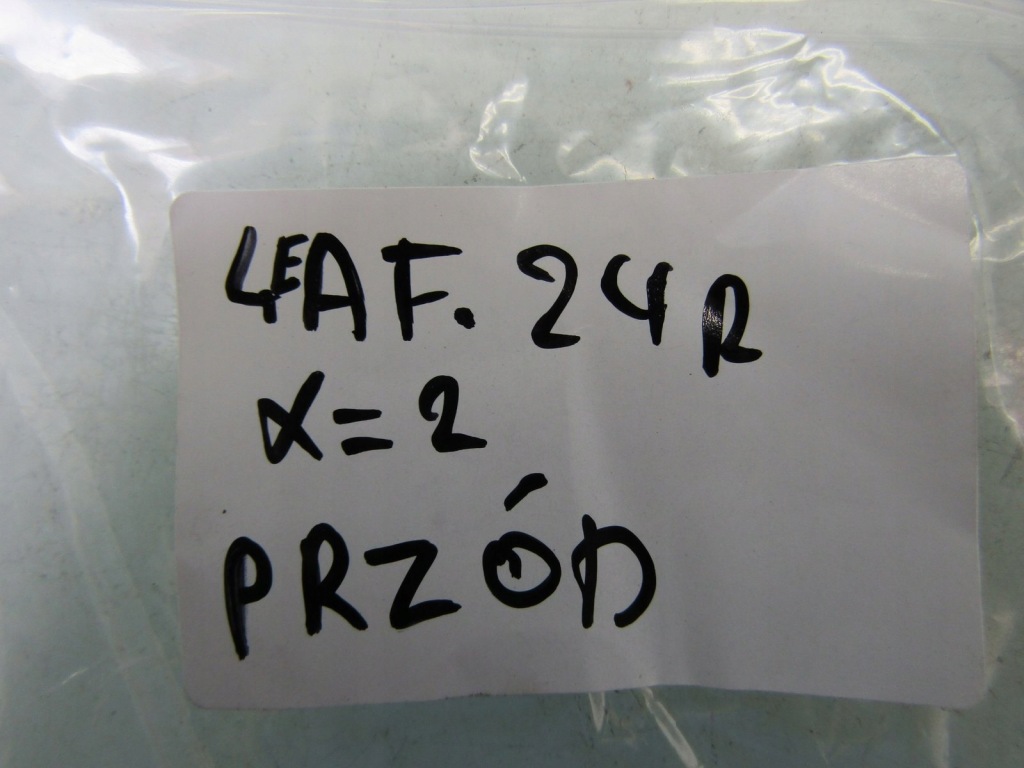 LEAF. 24R
α=2
PRZÓD